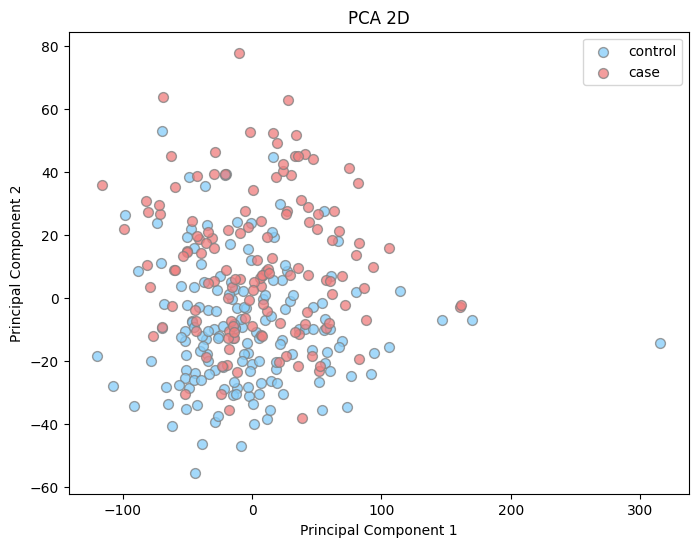 PCA 2D
control
case
80
60
40
20
0
−20
−40
−60
Principal Component 2
−100
0
100
200
300
Principal Component 1